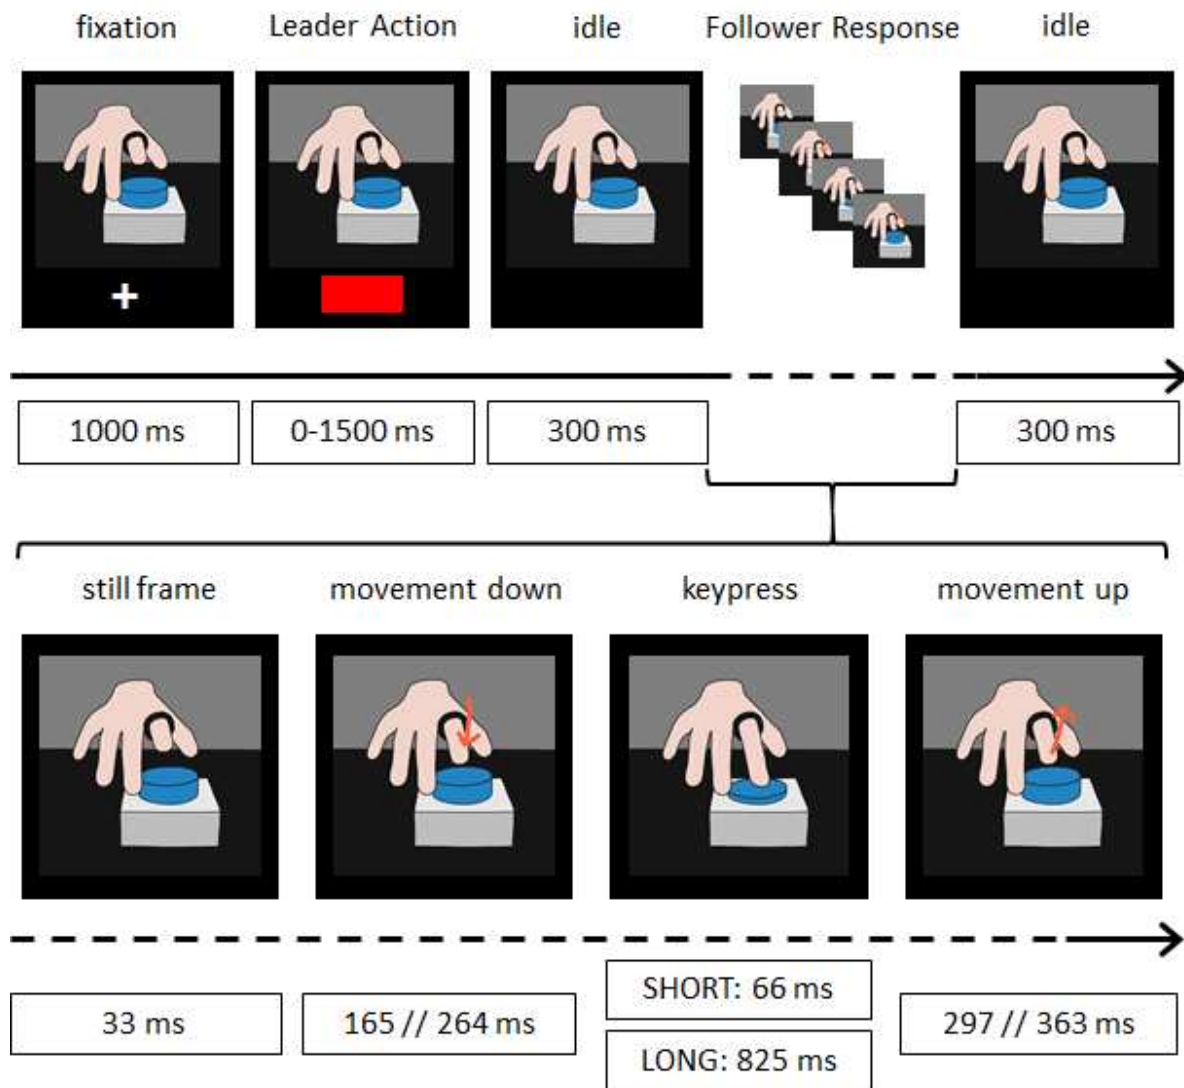 fixation
Leader Action
idle
Follower Response
idle
+
1000 ms
0-1500 ms
300 ms
300 ms
still frame
movement down
keypress
movement up
33 ms
165 // 264 ms
SHORT: 66 ms
LONG: 825 ms
297 // 363 ms